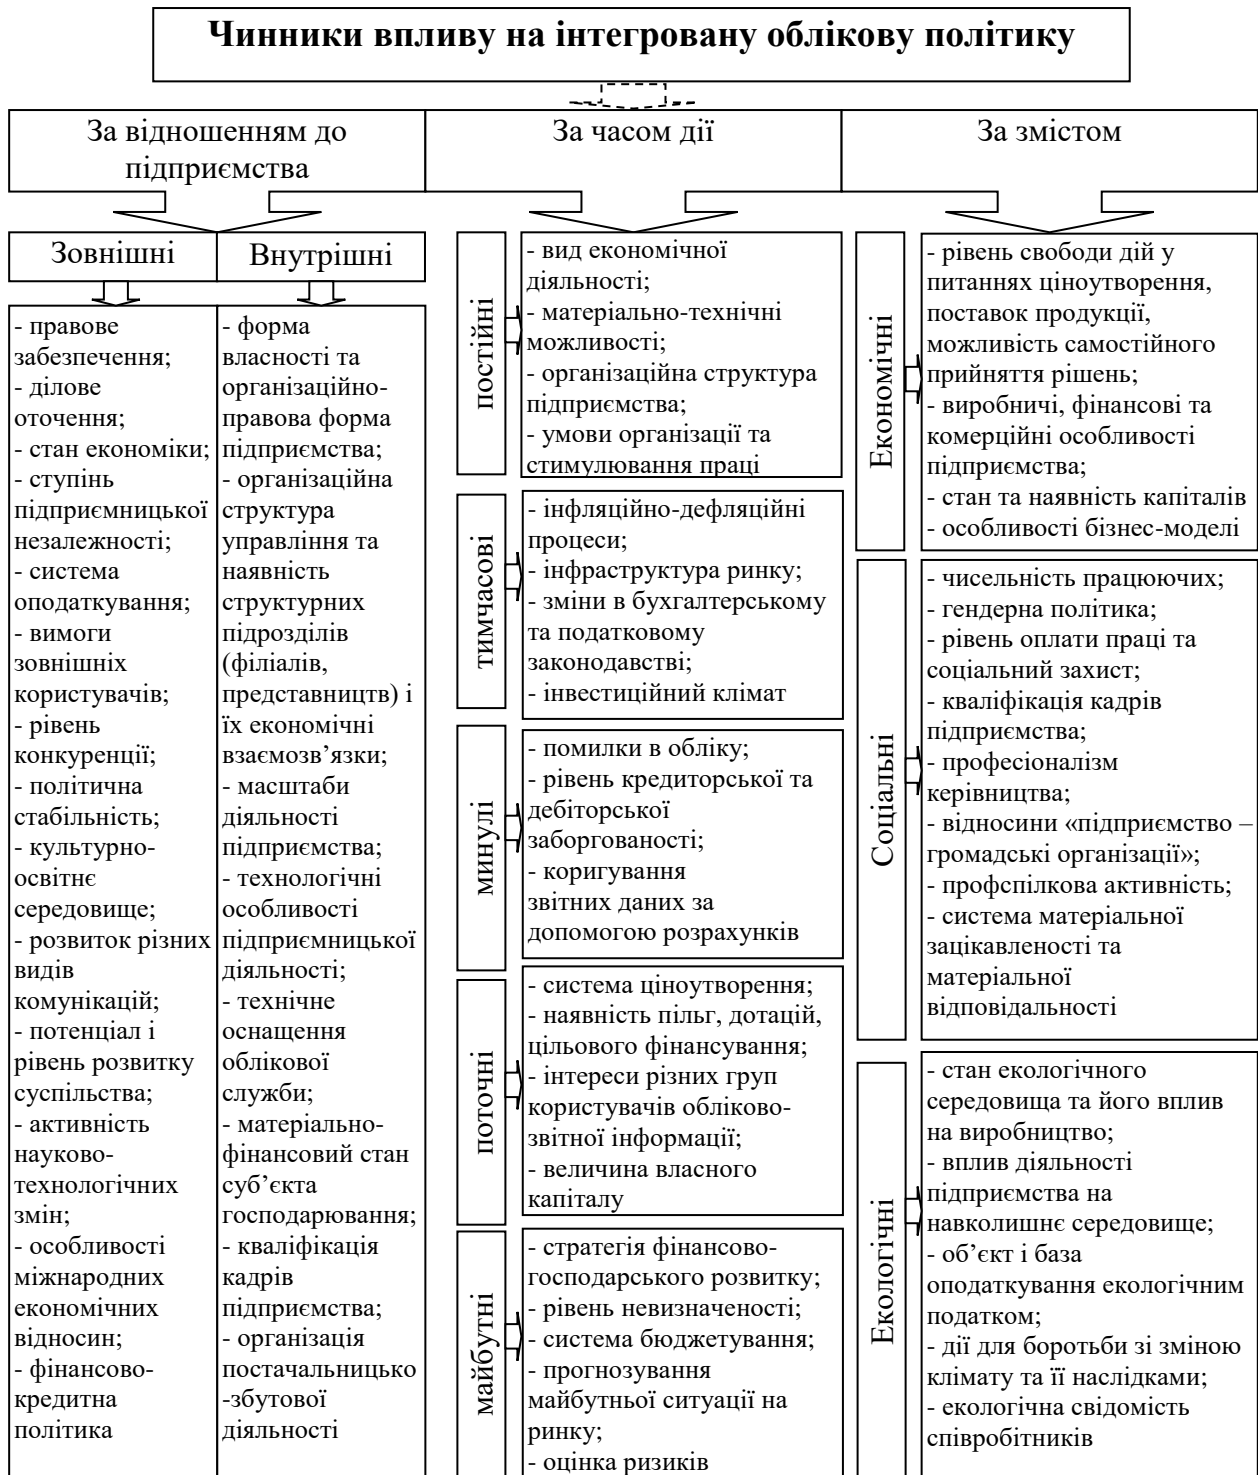 Чинники впливу на інтегровану облікову політику
За відношенням до
підприємства
За часом дії
За змістом
Зовнішні
Внутрішні
- правове
забезпечення;
- ділове
оточення;
- стан економіки;
- ступінь
підприємницької
незалежності;
- система
оподаткування;
- вимоги
зовнішніх
користувачів;
- рівень
конкуренції;
- політична
стабільність;
- культурно-
освітнє
середовище;
- розвиток різних
видів
комунікацій;
- потенціал і
рівень розвитку
суспільства;
- активність
науково-
технологічних
змін;
- особливості
міжнародних
економічних
відносин;
- фінансово-
кредитна
політика
- форма
власності та
організаційно-
правова форма
підприємства;
- організаційна
структура
управління та
наявність
структурних
підрозділів
(філіалів,
представництв) і
їх економічні
взаємозв’язки;
- масштаби
діяльності
підприємства;
- технологічні
особливості
підприємницької
діяльності;
- технічне
оснащення
облікової
служби;
- матеріально-
фінансовий стан
суб’єкта
господарювання;
- кваліфікація
кадрів
підприємства;
- організація
постачальницько
-збутової
діяльності
постійні
- вид економічної
діяльності;
- матеріально-технічні
можливості;
- організаційна структура
підприємства;
- умови організації та
стимулювання праці
тимчасові
- інфляційно-дефляційні
процеси;
- інфраструктура ринку;
- зміни в бухгалтерському
та податковому
законодавстві;
- інвестиційний клімат
минулі
- помилки в обліку;
- рівень кредиторської та
дебіторської
заборгованості;
- коригування
звітних даних за
допомогою розрахунків
поточні
- система ціноутворення;
- наявність пільг, дотацій,
цільового фінансування;
- інтереси різних груп
користувачів обліково-
звітної інформації;
- величина власного
капіталу
майбутні
- стратегія фінансово-
господарського розвитку;
- рівень невизначеності;
- система бюджетування;
- прогнозування
майбутньої ситуації на
ринку;
- оцінка ризиків
Економічні
- рівень свободи дій у
питаннях ціноутворення,
поставок продукції,
можливість самостійного
прийняття рішень;
- виробничі, фінансові та
комерційні особливості
підприємства;
- стан та наявність капіталів
- особливості бізнес-моделі
Соціальні
- чисельність працюючих;
- гендерна політика;
- рівень оплати праці та
соціальний захист;
- кваліфікація кадрів
підприємства;
- професіоналізм
керівництва;
- відносини «підприємство –
громадські організації»;
- профспілкова активність;
- система матеріальної
зацікавленості та
матеріальної
відповідальності
Екологічні
- стан екологічного
середовища та його вплив
на виробництво;
- вплив діяльності
підприємства на
навколишнє середовище;
- об’єкт і база
оподаткування екологічним
податком;
- дії для боротьби зі зміною
клімату та її наслідками;
- екологічна свідомість
співробітників